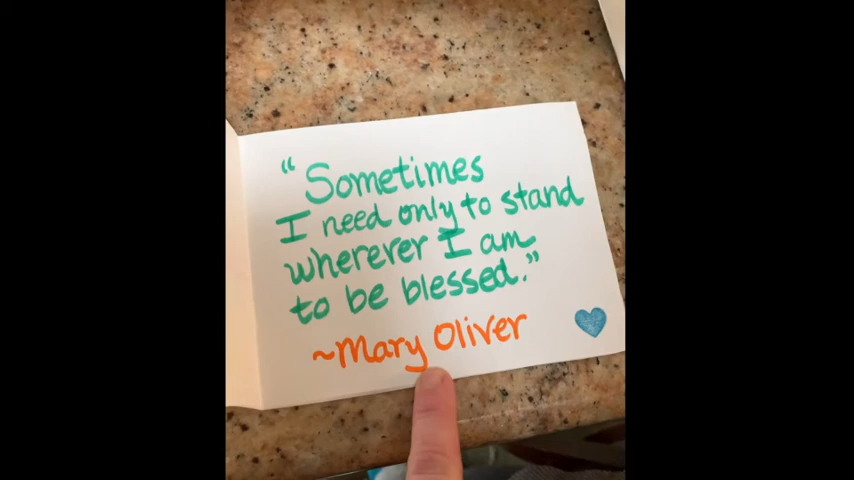 “Sometimes
I need only to stand
wherever I am
to be blessed.”
~Mary Oliver